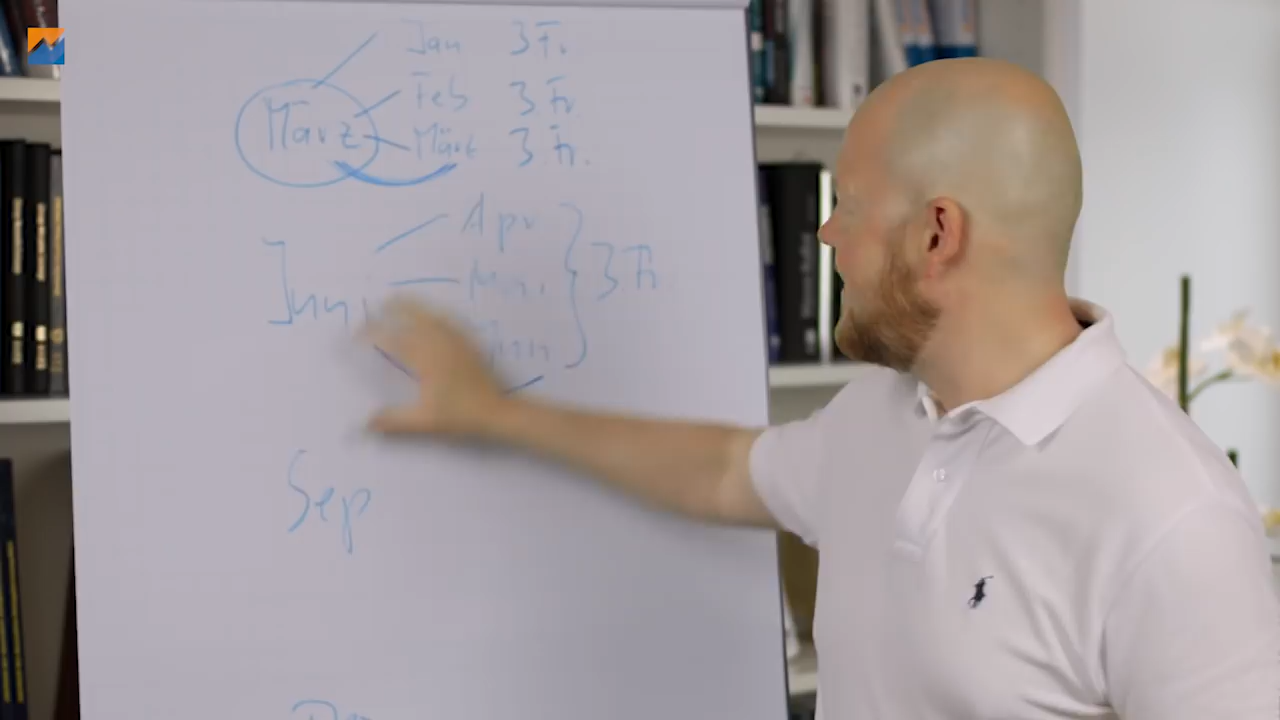 Jan 3 Fr.
Feb 3 Fr.
März März 3 Fr.
Apr
Juni 3 Fr.
Sep